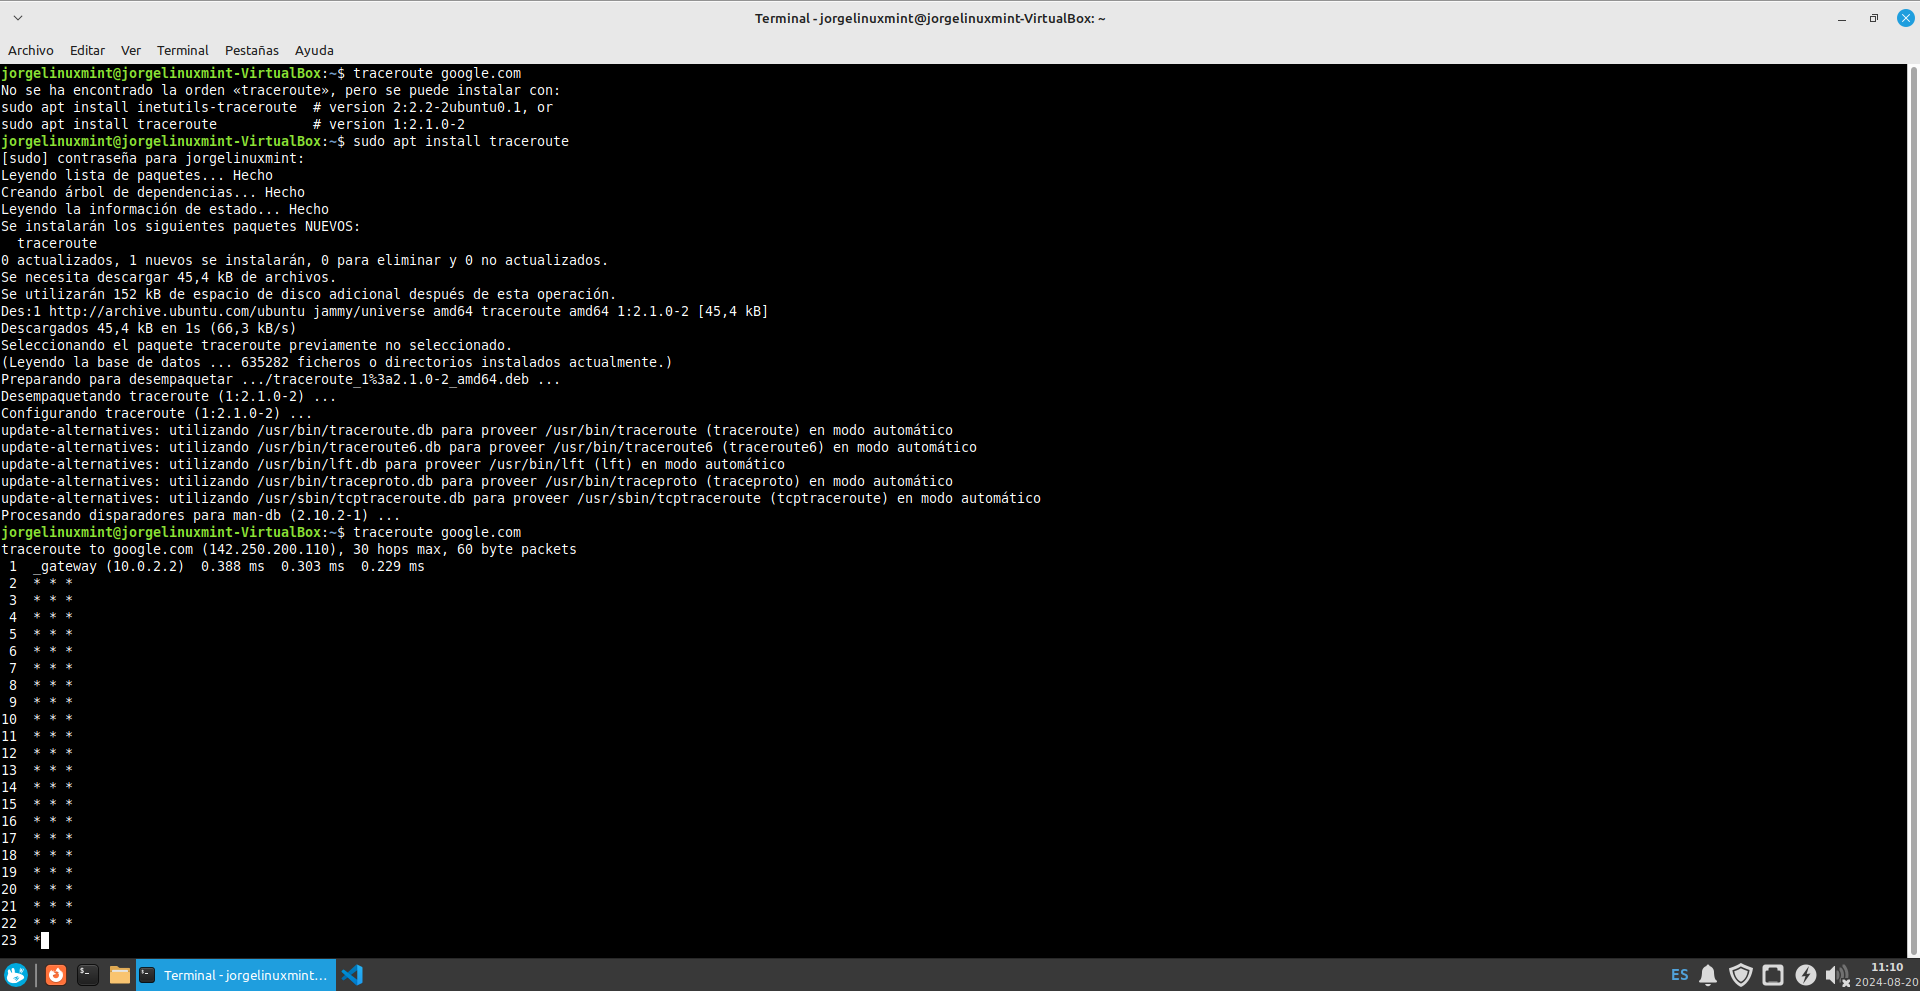 Terminal - jorgelinuxmint@jorgelinuxmint-VirtualBox: ~
Archivo Editar Ver Terminal Pestañas Ayuda
jorgelinuxmint@jorgelinuxmint-VirtualBox:~$ traceroute google.com
No se ha encontrado la orden «traceroute», pero se puede instalar con:
sudo apt install inetutils-traceroute  # version 2:2.2-2ubuntu0.1, or
sudo apt install traceroute            # version 1:2.1.0-2
jorgelinuxmint@jorgelinuxmint-VirtualBox:~$ sudo apt install traceroute
[sudo] contraseña para jorgelinuxmint:
Leyendo lista de paquetes... Hecho
Creando árbol de dependencias... Hecho
Leyendo la información de estado... Hecho
Se instalarán los siguientes paquetes NUEVOS:
  traceroute
0 actualizados, 1 nuevos se instalarán, 0 para eliminar y 0 no actualizados.
Se necesita descargar 45,4 kB de archivos.
Se utilizarán 152 kB de espacio de disco adicional después de esta operación.
Des:1 http://archive.ubuntu.com/ubuntu jammy/universe amd64 traceroute amd64 1:2.1.0-2 [45,4 kB]
Descargados 45,4 kB en 1s (66,3 kB/s)
Seleccionando el paquete traceroute previamente no seleccionado.
(Leyendo la base de datos ... 635282 ficheros o directorios instalados actualmente.)
Preparando para desempaquetar .../traceroute_1%3a2.1.0-2_amd64.deb ...
Desempaquetando traceroute (1:2.1.0-2) ...
Configurando traceroute (1:2.1.0-2) ...
update-alternatives: utilizando /usr/bin/traceroute.db para proveer /usr/bin/traceroute (traceroute) en modo automático
update-alternatives: utilizando /usr/bin/traceroute6.db para proveer /usr/bin/traceroute6 (traceroute6) en modo automático
update-alternatives: utilizando /usr/bin/lft.db para proveer /usr/bin/lft (lft) en modo automático
update-alternatives: utilizando /usr/bin/traceproto.db para proveer /usr/bin/traceproto (traceproto) en modo automático
update-alternatives: utilizando /usr/sbin/tcptraceroute.db para proveer /usr/sbin/tcptraceroute (tcptraceroute) en modo automático
Procesando disparadores para man-db (2.10.2-1) ...
jorgelinuxmint@jorgelinuxmint-VirtualBox:~$ traceroute google.com
traceroute to google.com (142.250.200.110), 30 hops max, 60 byte packets
 1  _gateway (10.0.2.2)  0.388 ms  0.303 ms  0.229 ms
 2  * * *
 3  * * *
 4  * * *
 5  * * *
 6  * * *
 7  * * *
 8  * * *
 9  * * *
10  * * *
11  * * *
12  * * *
13  * * *
14  * * *
15  * * *
16  * * *
17  * * *
18  * * *
19  * * *
20  * * *
21  * * *
22  * * *
23  *
Terminal - jorgelinuxmint...
ES
11:10
2024-08-20